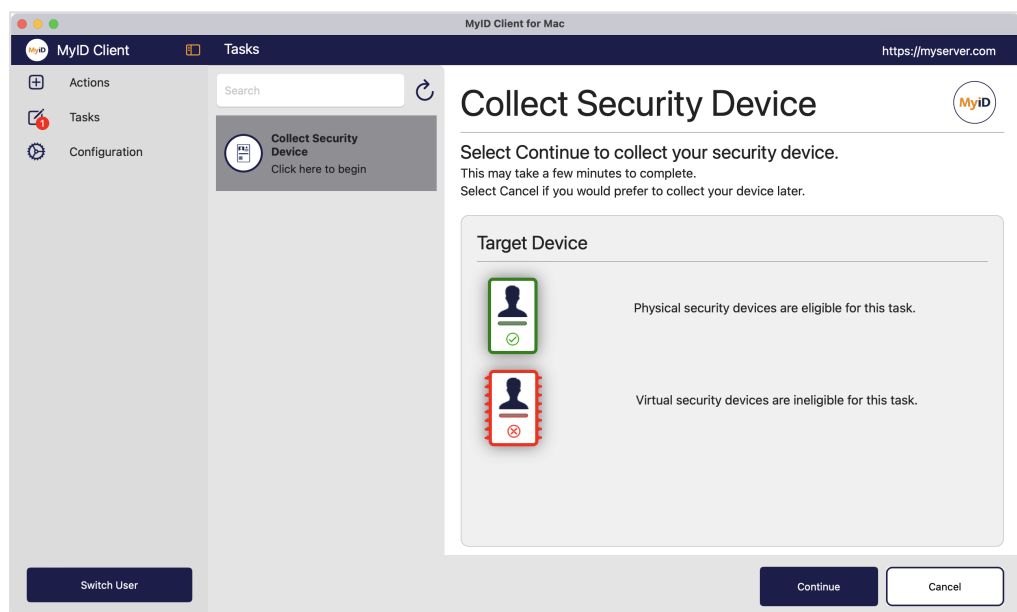 MyID Client for Mac
MyiD MyID Client
Tasks
https://myserver.com
Actions
Tasks
1
Configuration
Search
Collect Security
Device
Click here to begin
Collect Security Device
MyiD
Select Continue to collect your security device.
This may take a few minutes to complete.
Select Cancel if you would prefer to collect your device later.
Target Device
Physical security devices are eligible for this task.
Virtual security devices are ineligible for this task.
Switch User
Continue
Cancel